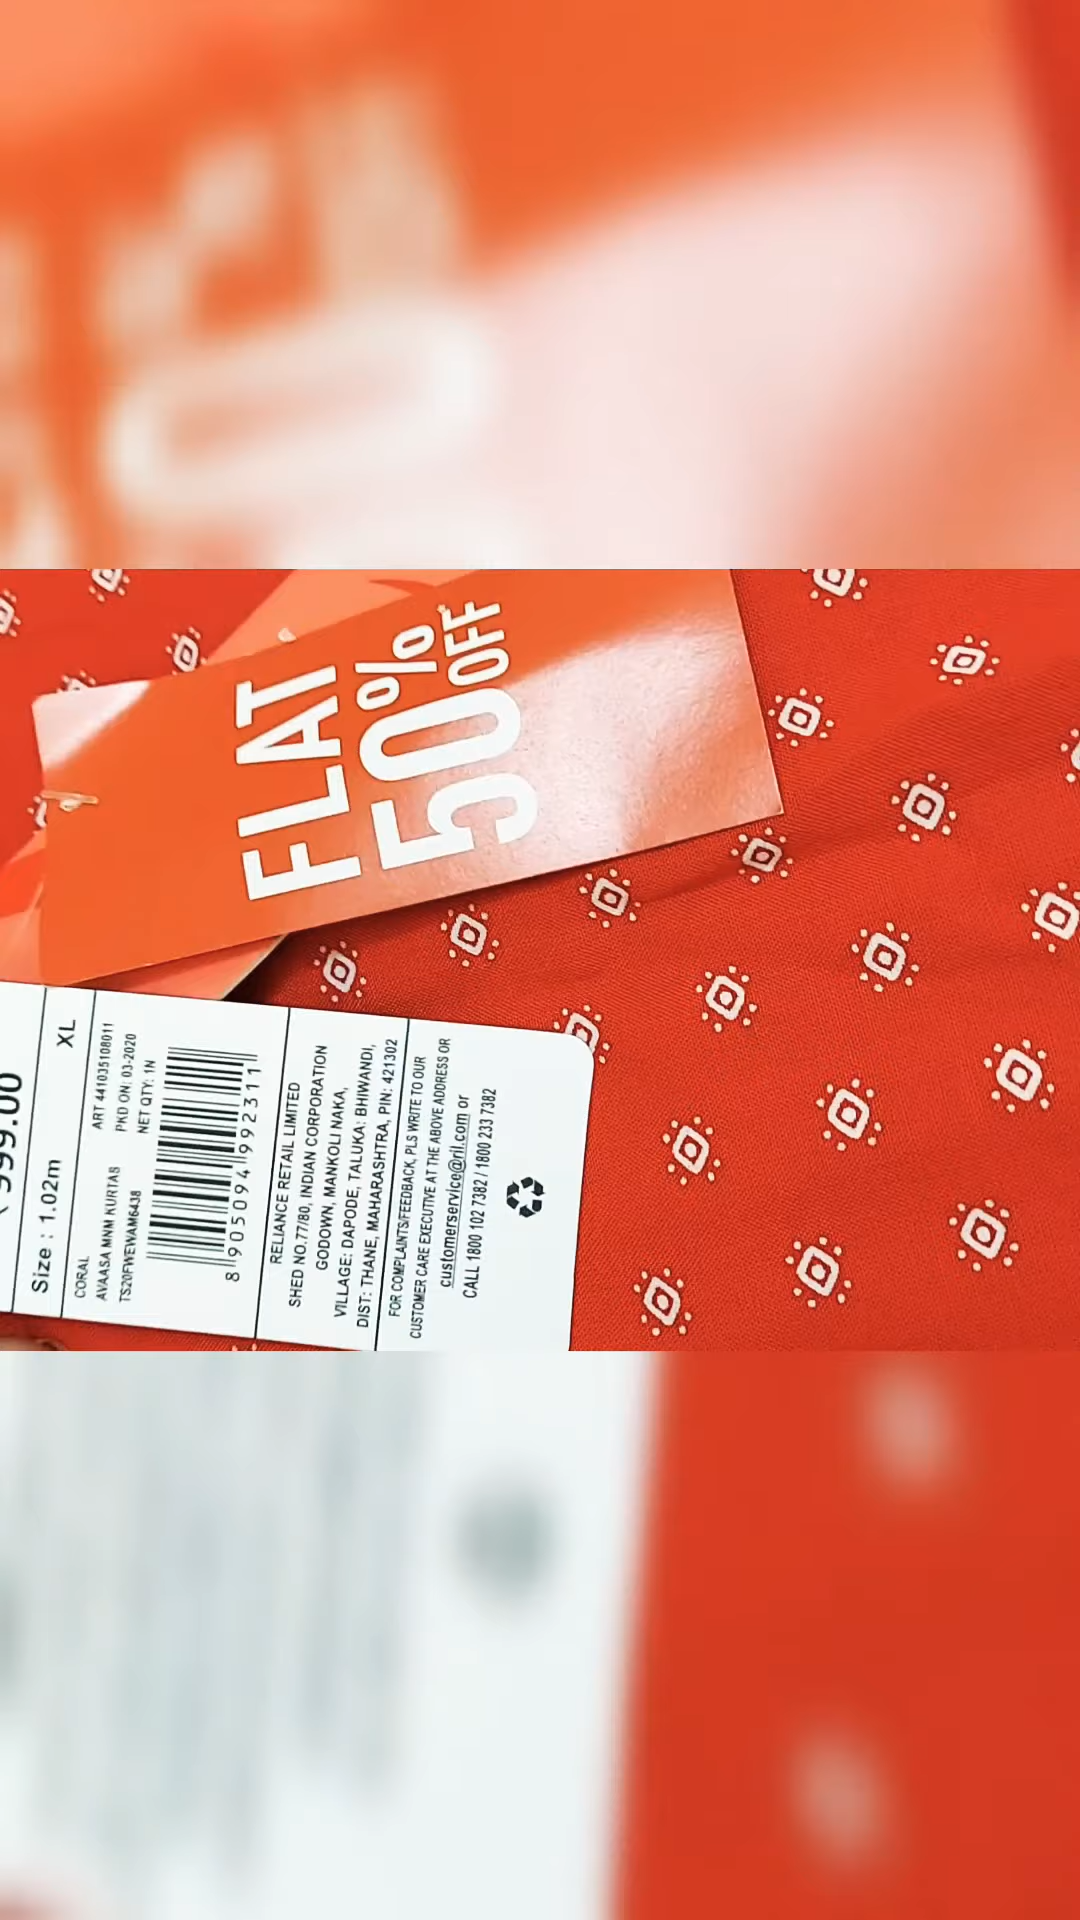 FLAT
50%
OFF
999.00
Size : 1.02m XL
CORAL
AVAASA MNM KURTAS ART 441035108011
TS20FWEWAM6438 PKD ON: 03-2020
NET QTY: 1N
8 905094 992311
RELIANCE RETAIL LIMITED
SHED NO.77/80, INDIAN CORPORATION
GODOWN, MANKOLI NAKA,
VILLAGE: DAPODE, TALUKA: BHIWANDI,
DIST: THANE, MAHARASHTRA, PIN: 421302
FOR COMPLAINTS/FEEDBACK, PLS WRITE TO OUR
CUSTOMER CARE EXECUTIVE AT THE ABOVE ADDRESS OR
customerservice@ril.com or
CALL 1800 102 7382 / 1800 233 7382